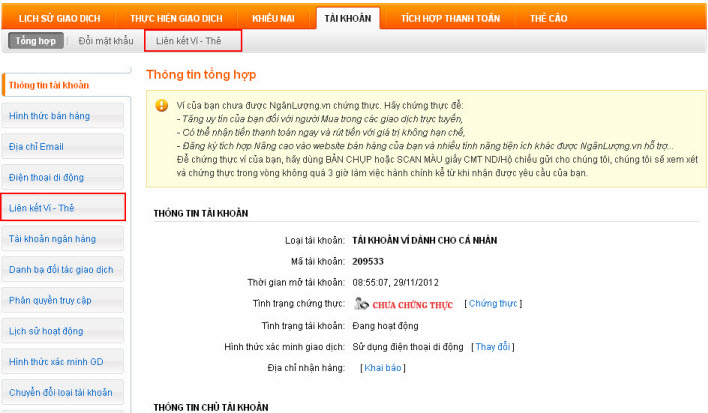 LỊCH SỬ GIAO DỊCH THỰC HIỆN GIAO DỊCH KHIẾU NẠI TÀI KHOẢN TÍCH HỢP THANH TOÁN THẺ CÀO
Tổng hợp Đổi mật khẩu Liên kết Ví - Thẻ
Thông tin tài khoản
Hình thức bán hàng
Địa chỉ Email
Điện thoại di động
Liên kết Ví - Thẻ
Tài khoản ngân hàng
Danh bạ đối tác giao dịch
Phân quyền truy cập
Lịch sử hoạt động
Hình thức xác minh GD
Chuyển đổi loại tài khoản
Thông tin tổng hợp
Ví của bạn chưa được NgânLượng.vn chứng thực. Hãy chứng thực để:
- Tăng uy tín của bạn đối với người Mua trong các giao dịch trực tuyến,
- Có thể nhận tiền thanh toán ngay và rút tiền với giá trị không hạn chế,
- Đăng ký tích hợp Nâng cao vào website bán hàng của bạn và nhiều tính năng tiện ích khác được NgânLượng.vn hỗ trợ...
Để chứng thực ví của bạn, hãy dùng BẢN CHỤP hoặc SCAN MÀU giấy CMT ND/Hộ chiếu gửi cho chúng tôi, chúng tôi sẽ xem xét
và chứng thực trong vòng không quá 3 giờ làm việc hành chính kể từ khi nhận được yêu cầu của bạn.
THÔNG TIN TÀI KHOẢN
Loại tài khoản: TÀI KHOẢN VÍ DÀNH CHO CÁ NHÂN
Mã tài khoản: 209533
Thời gian mở tài khoản: 08:55:07, 29/11/2012
Tình trạng chứng thực: CHƯA CHỨNG THỰC [ Chứng thực ]
Tình trạng tài khoản: Đang hoạt động
Hình thức xác minh giao dịch: Sử dụng điện thoại di động [ Thay đổi ]
Địa chỉ nhận hàng: [ Khai báo ]
THÔNG TIN CHỦ TÀI KHOẢN